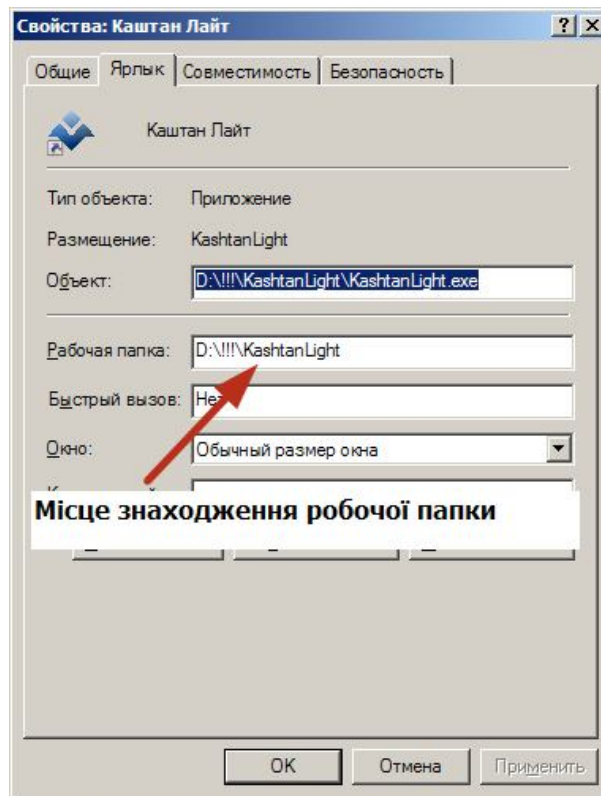 Свойства: Каштан Лайт
Общие Ярлык Совместимость Безопасность
Каштан Лайт
Тип объекта: Приложение
Размещение: KashtanLight
Объект: D:\!!!\KashtanLight\KashtanLight.exe
Рабочая папка: D:\!!!\KashtanLight
Быстрый вызов: Нет
Окно: Обычный размер окна
Місце знаходження робочої папки
OK Отмена Применить